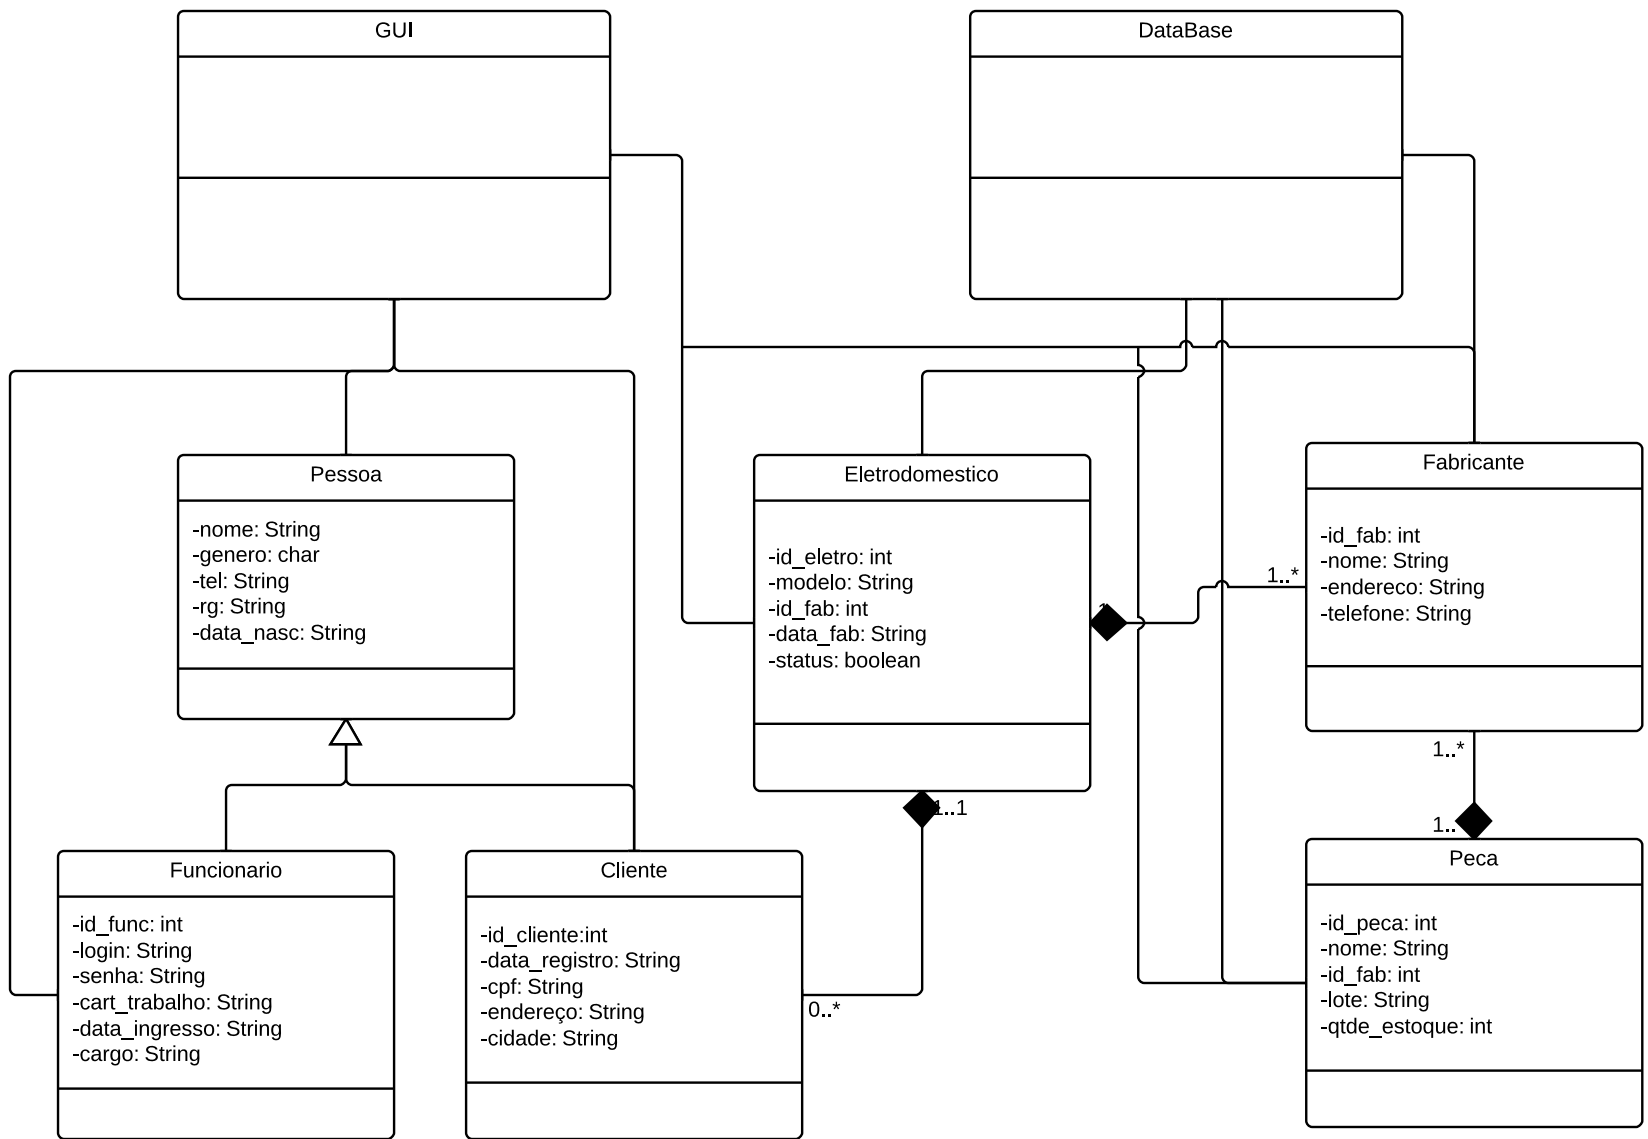 GUI
DataBase
Pessoa
-nome: String
-genero: char
-tel: String
-rg: String
-data_nasc: String
Eletrodomestico
-id_eletro: int
-modelo: String
-id_fab: int
-data_fab: String
-status: boolean
1
1..*
Fabricante
-id_fab: int
-nome: String
-endereco: String
-telefone: String
1..*
1..
1..1
Funcionario
-id_func: int
-login: String
-senha: String
-cart_trabalho: String
-data_ingresso: String
-cargo: String
Cliente
-id_cliente:int
-data_registro: String
-cpf: String
-endereço: String
-cidade: String
0..*
Peca
-id_peca: int
-nome: String
-id_fab: int
-lote: String
-qtde_estoque: int